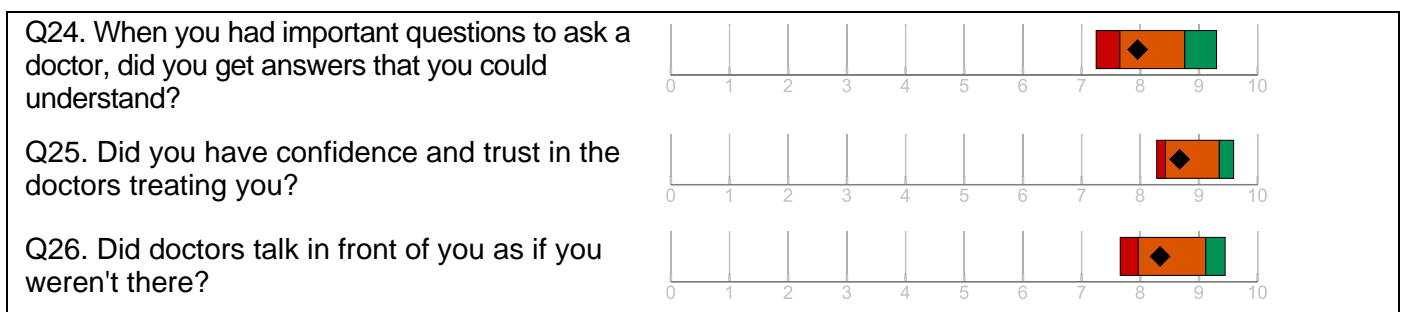 Q24. When you had important questions to ask a
doctor, did you get answers that you could
understand?
0 1 2 3 4 5 6 7 8 9 10
Q25. Did you have confidence and trust in the
doctors treating you?
0 1 2 3 4 5 6 7 8 9 10
Q26. Did doctors talk in front of you as if you
weren't there?
0 1 2 3 4 5 6 7 8 9 10